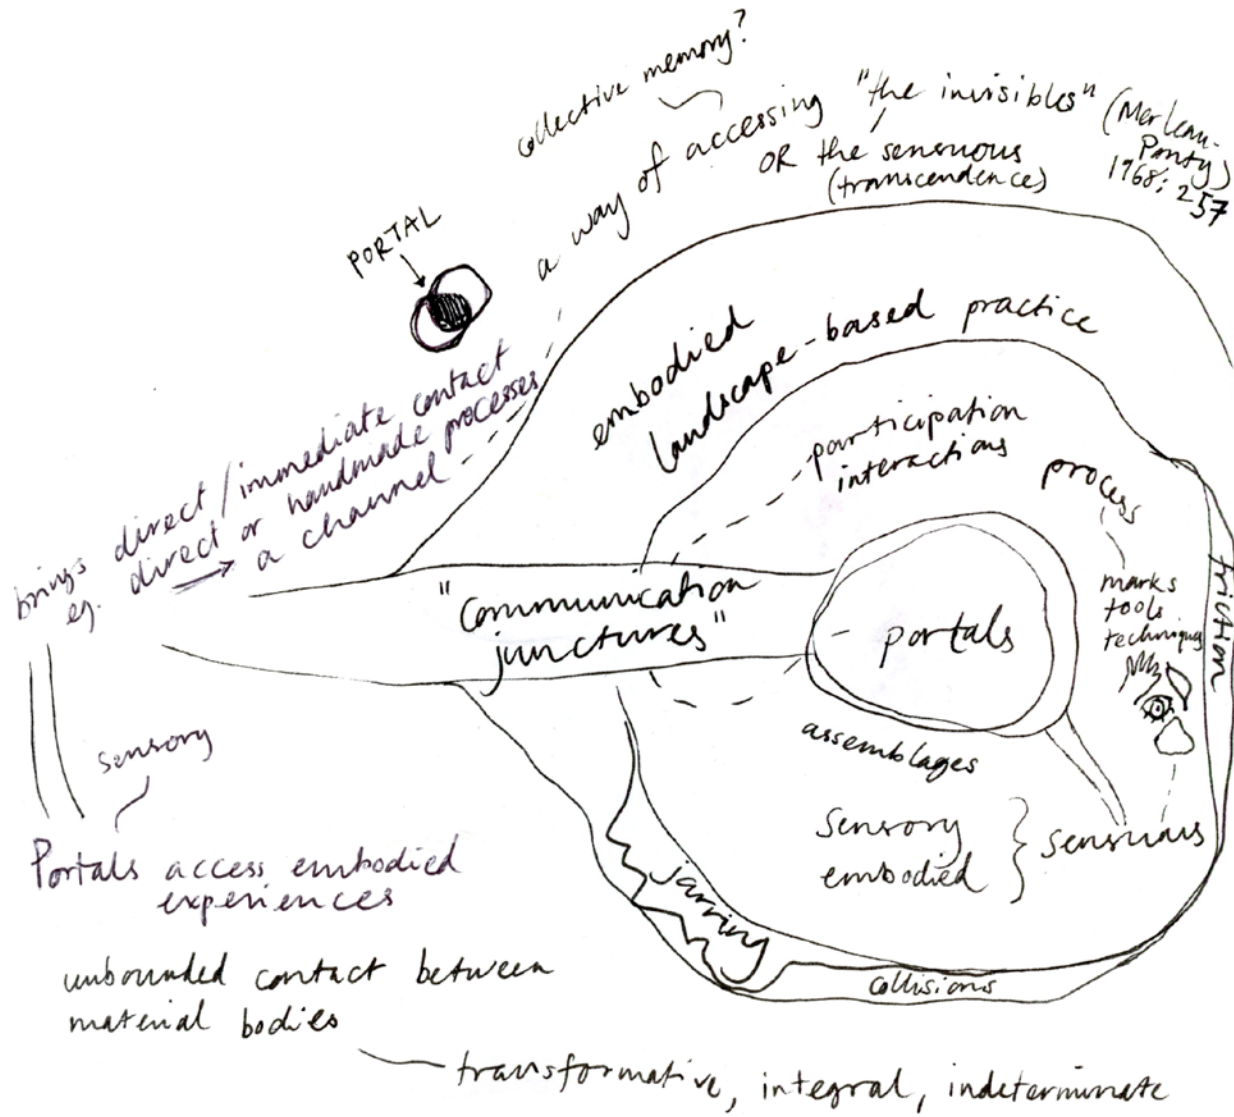 collective memory?
a way of accessing "the invisibles" (Merleau-
Ponty)
1968: 257
OR the sensuous
(transcendence)
PORTAL
embodied
landscape-based practice
participation
interactions
process
marks
tools
techniques
friction
brings direct/immediate contact
eg. direct or handmade processes
→ a channel
"communication
junctures"
portals
assemblages
sensory
embodied
} sensuous
jarring
collisions
sensory
Portals access embodied
experiences
unbounded contact between
material bodies
transformative, integral, indeterminate